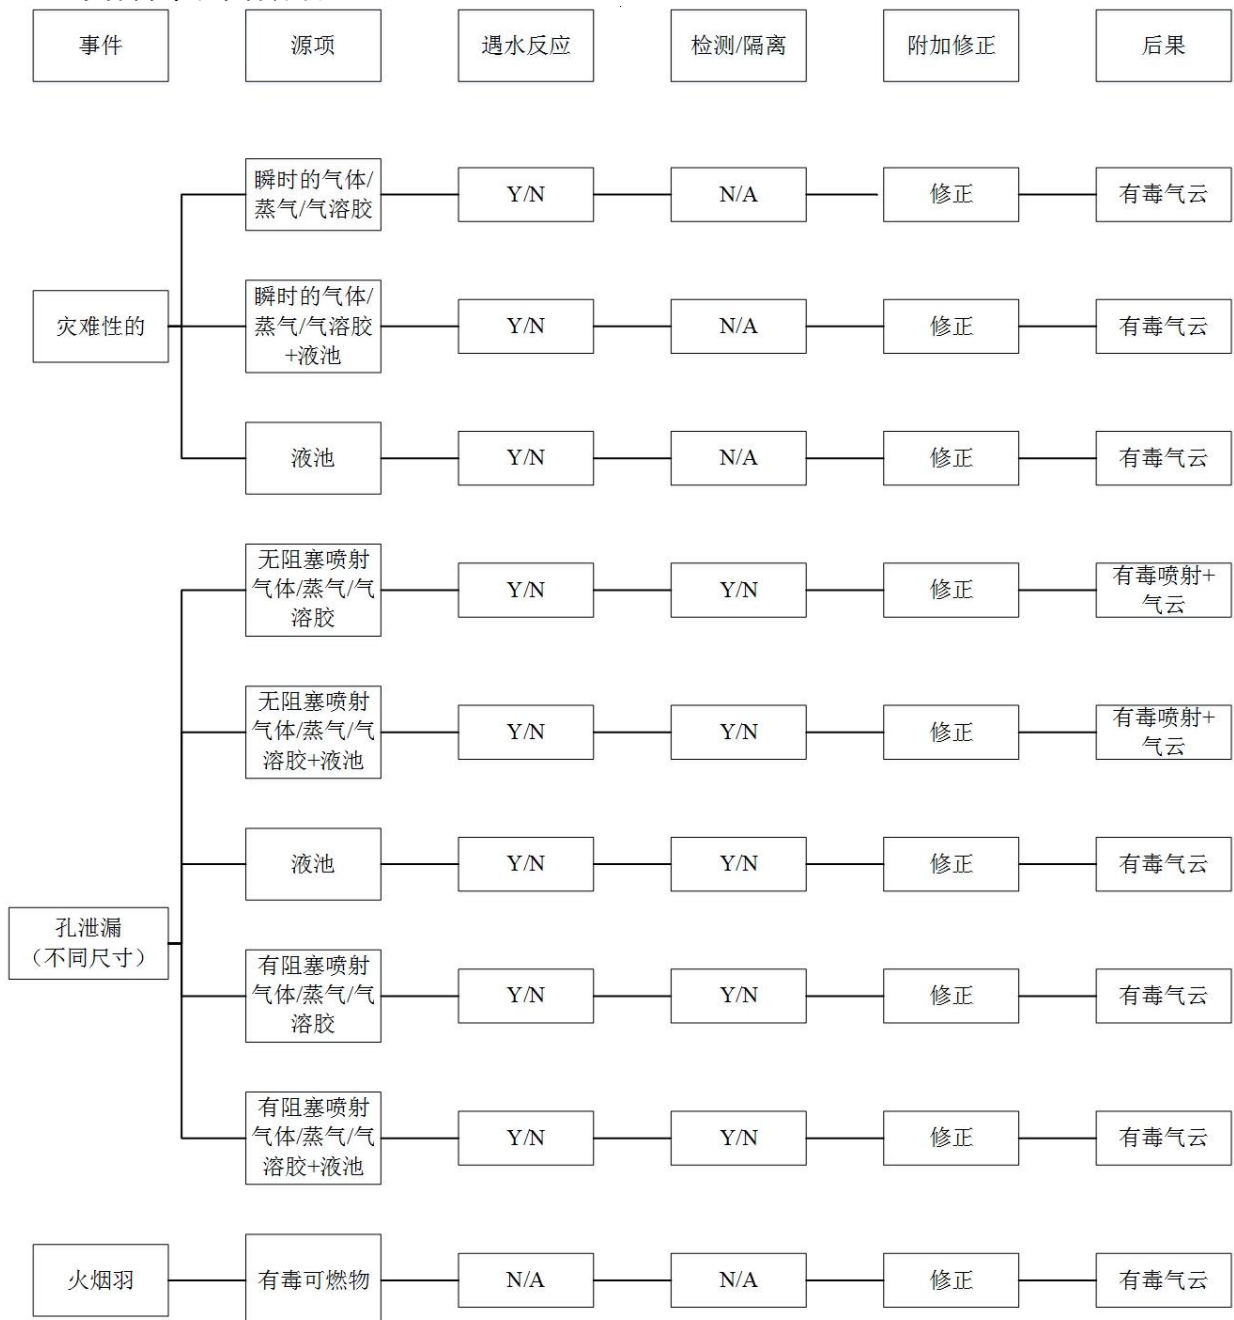 事件
源项
遇水反应
检测/隔离
附加修正
后果
瞬时的气体/
蒸气/气溶胶
Y/N
N/A
修正
有毒气云
灾难性的
瞬时的气体/
蒸气/气溶胶
+液池
Y/N
N/A
修正
有毒气云
液池
Y/N
N/A
修正
有毒气云
无阻塞喷射
气体/蒸气/气
溶胶
Y/N
Y/N
修正
有毒喷射+
气云
无阻塞喷射
气体/蒸气/气
溶胶+液池
Y/N
Y/N
修正
有毒喷射+
气云
液池
Y/N
Y/N
修正
有毒气云
孔泄漏
（不同尺寸）
有阻塞喷射
气体/蒸气/气
溶胶
Y/N
Y/N
修正
有毒气云
有阻塞喷射
气体/蒸气/气
溶胶+液池
Y/N
Y/N
修正
有毒气云
火烟羽
有毒可燃物
N/A
N/A
修正
有毒气云